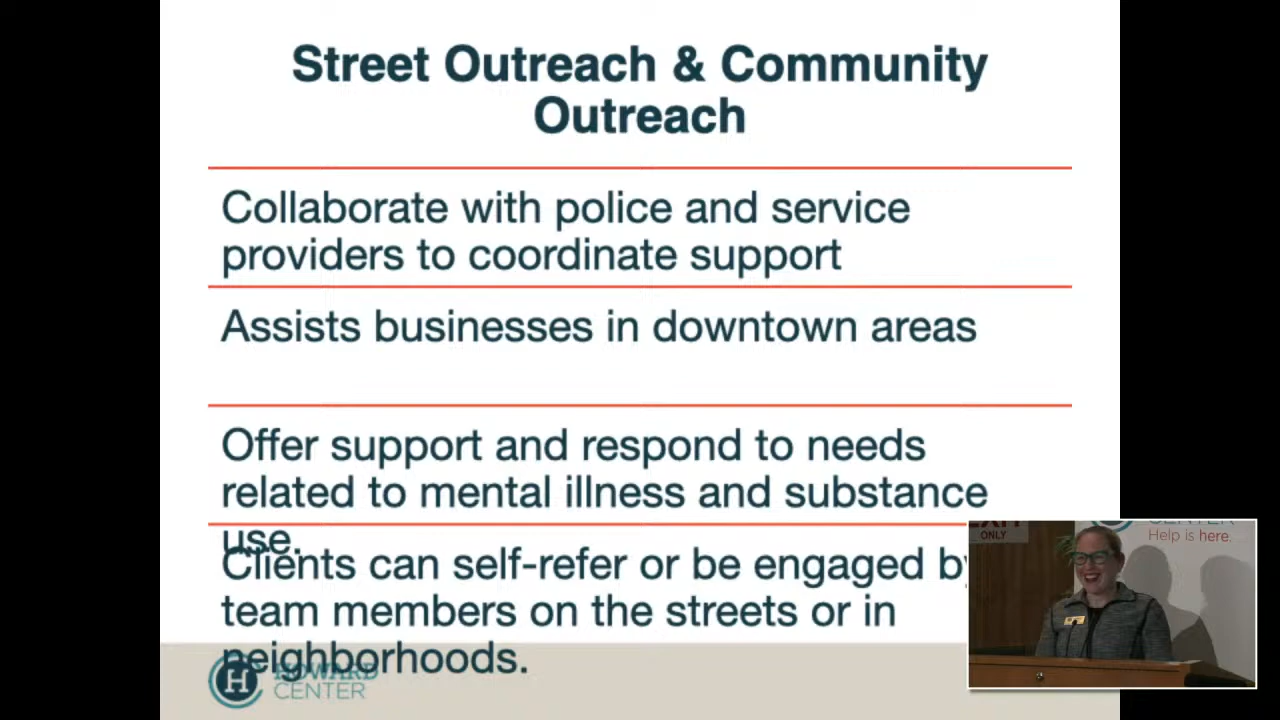 Street Outreach & Community
Outreach
Collaborate with police and service
providers to coordinate support
Assists businesses in downtown areas
Offer support and respond to needs
related to mental illness and substance
use.
Clients can self-refer or be engaged by
team members on the streets or in
neighborhoods.
H HOWARD
CENTER
EXIT
ONLY
CENTER
Help is here.